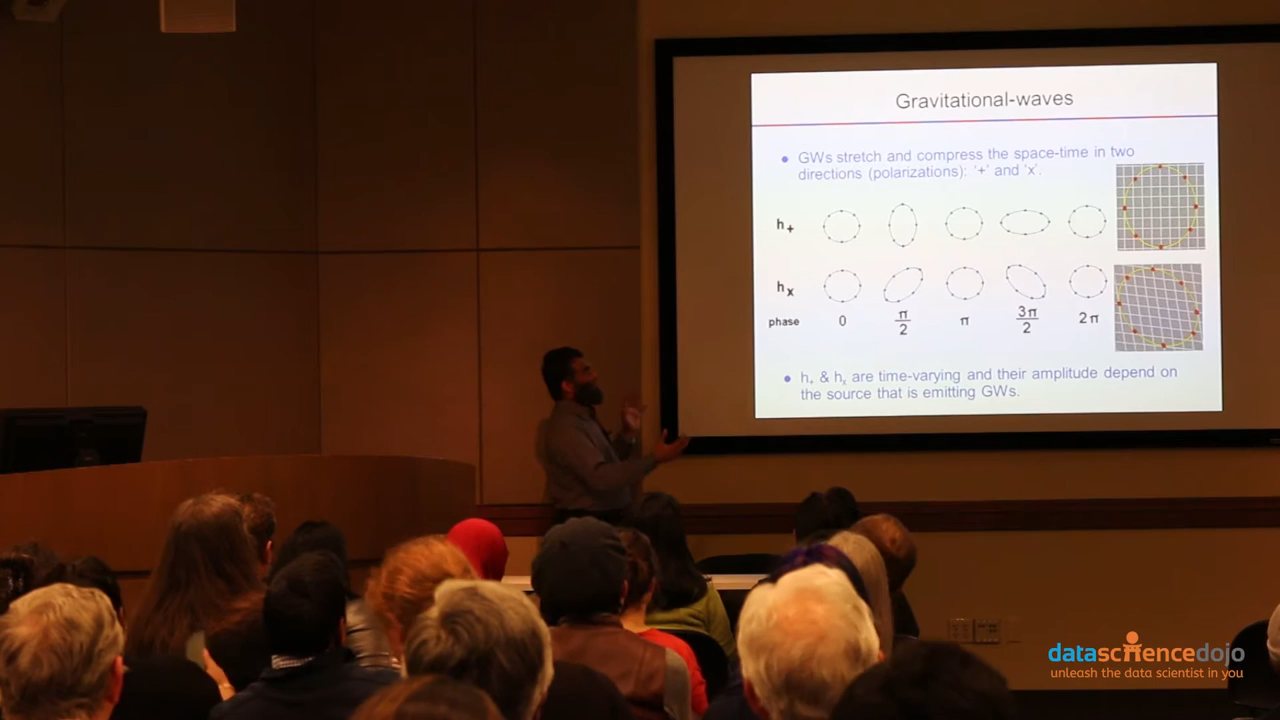 Gravitational-waves
● GWs stretch and compress the space-time in two
directions (polarizations): '+' and 'x'.
h+
hx
phase 0 π/2 π 3π/2 2π
● h+ & hx are time-varying and their amplitude depend on
the source that is emitting GWs.
datasciencedojo
unleash the data scientist in you